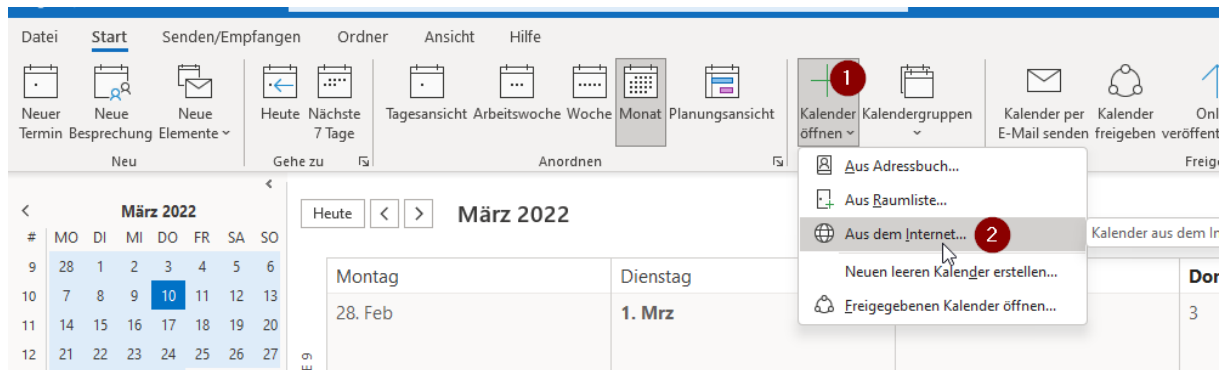 Datei Start Senden/Empfangen Ordner Ansicht Hilfe
Neuer Termin
Neue Besprechung
Neue Elemente
Heute
Nächste 7 Tage
Tagesansicht
Arbeitswoche
Woche
Monat
Planungsansicht
Kalender öffnen
1
Kalendergruppen
Kalender per E-Mail senden
Kalender freigeben
Neu
Gehe zu
Anordnen
Aus Adressbuch...
Aus Raumliste...
Aus dem Internet... 2
Kalender aus dem
Neuen leeren Kalender erstellen...
Freigegebenen Kalender öffnen...
März 2022
# MO DI MI DO FR SA SO
9 28 1 2 3 4 5 6
10 7 8 9 10 11 12 13
11 14 15 16 17 18 19 20
12 21 22 23 24 25 26 27
Heute < > März 2022
Montag Dienstag
28. Feb 1. Mrz 3